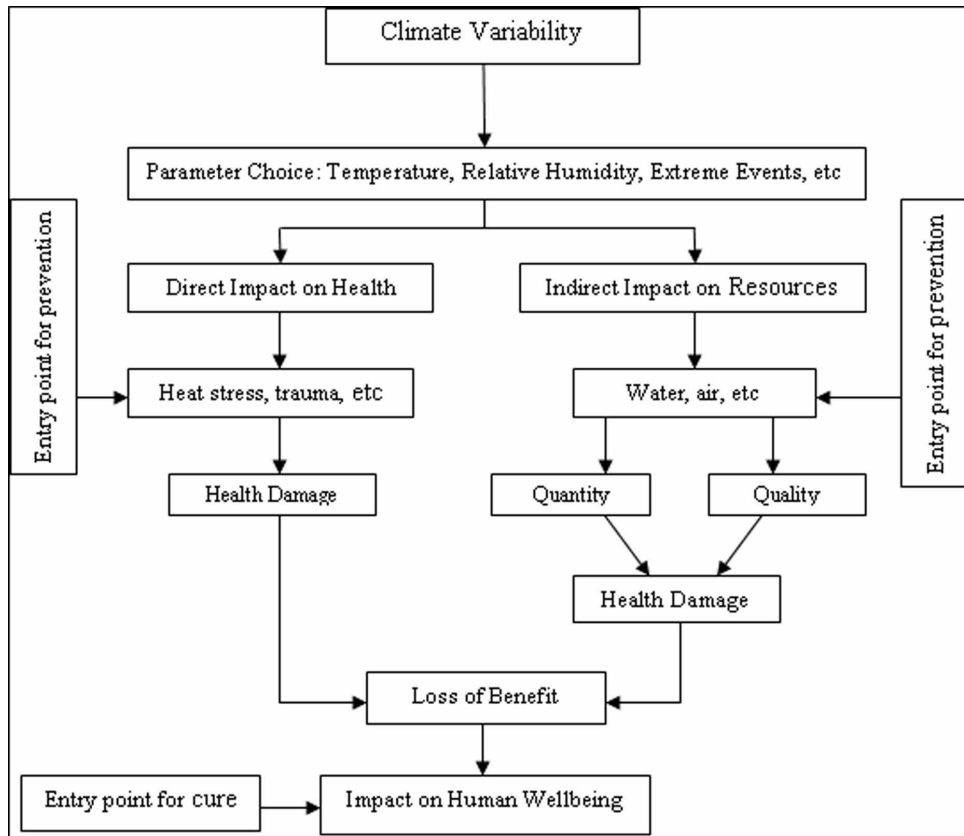 Climate Variability
Parameter Choice: Temperature, Relative Humidity, Extreme Events, etc
Entry point for prevention
Entry point for prevention
Direct Impact on Health
Indirect Impact on Resources
Heat stress, trauma, etc
Water, air, etc
Health Damage
Quantity
Quality
Health Damage
Loss of Benefit
Entry point for cure
Impact on Human Wellbeing